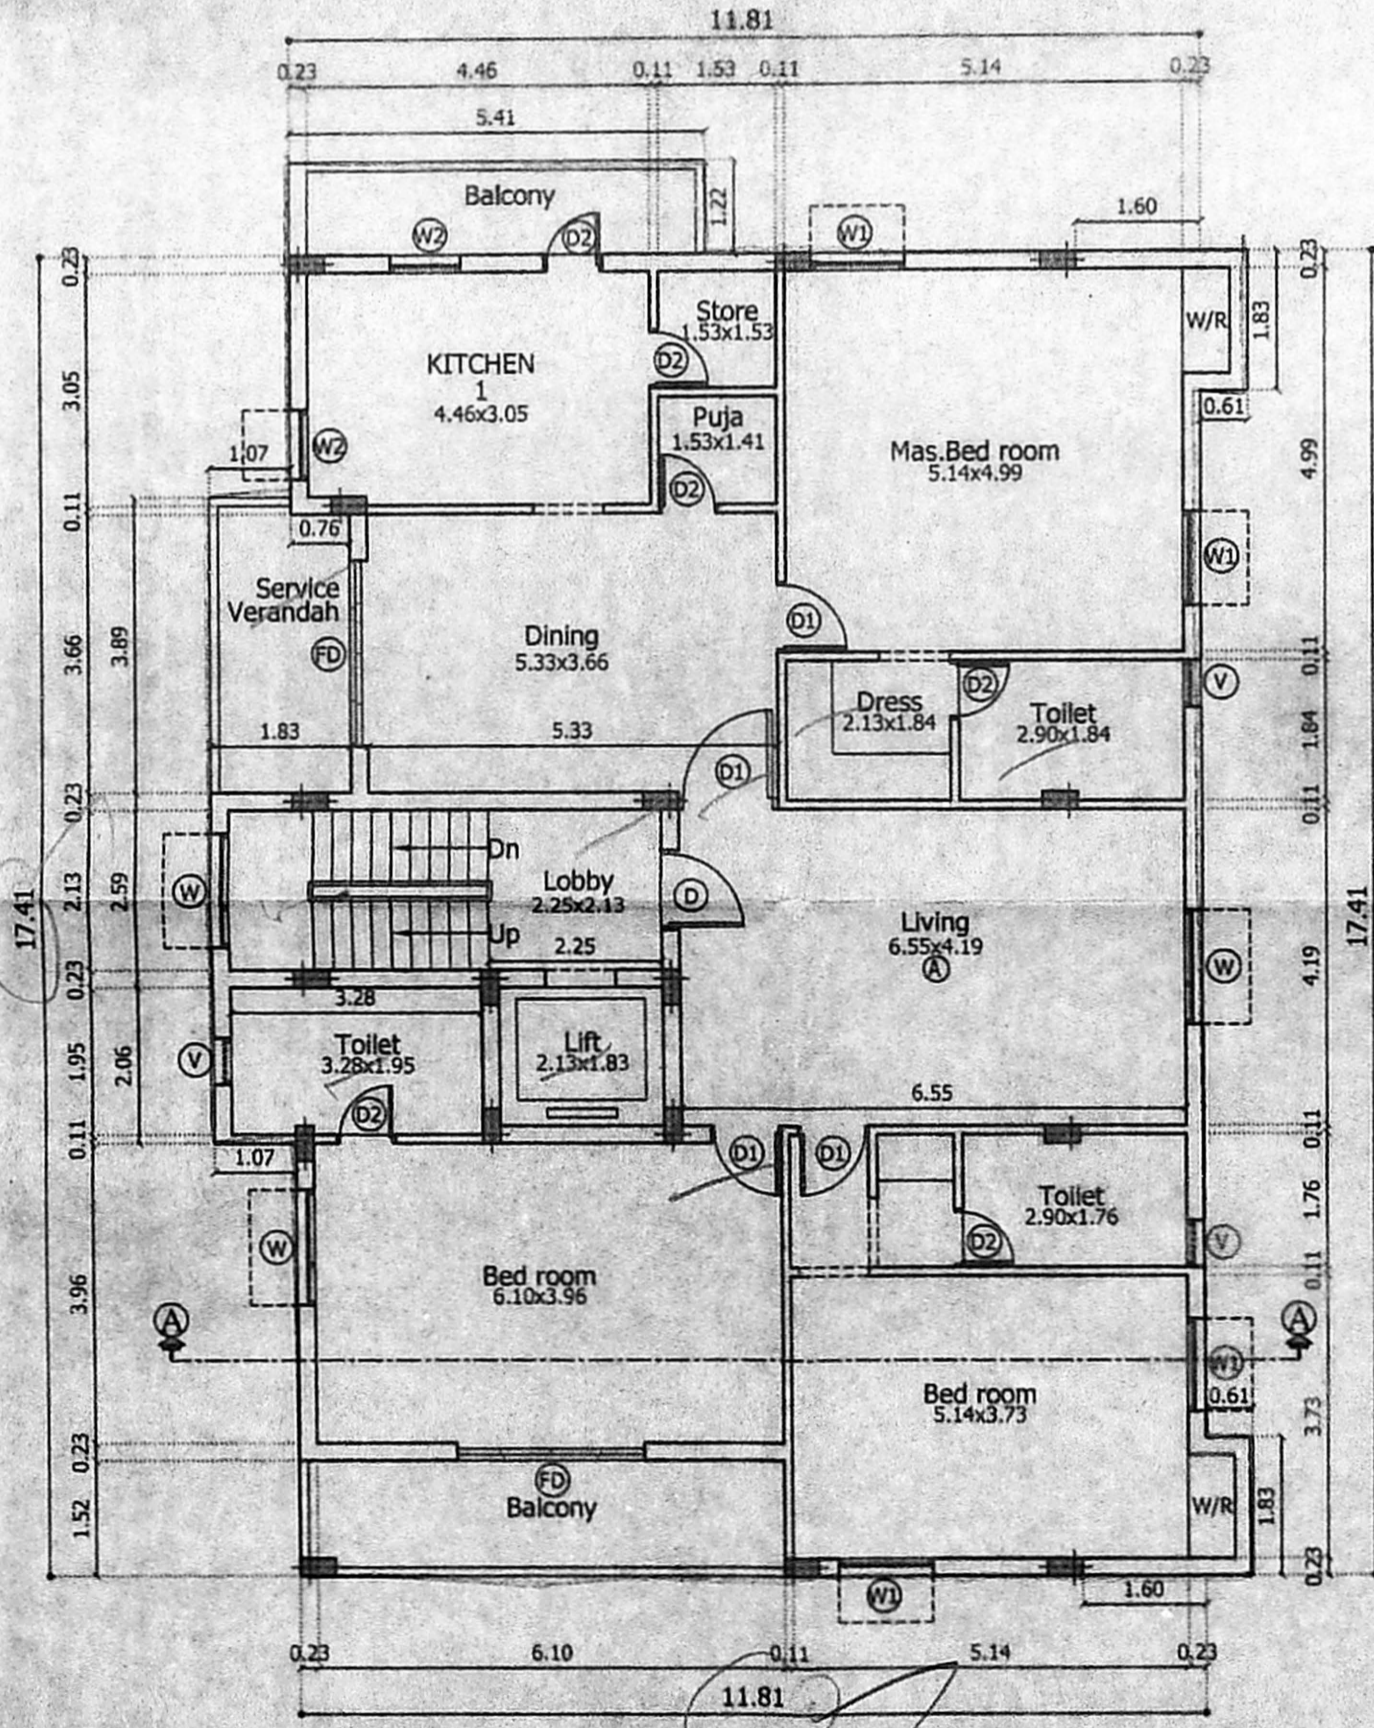 11.81
0.23 4.46 0.11 1.53 0.11 5.14 0.23
5.41
Balcony
1.22
1.60
W2 D2 W1
0.23 0.23
Store
1.53x1.53
W/R
1.83
KITCHEN
1
4.46x3.05
D2
3.05
0.61
Puja
1.53x1.41
W2
1.07
D2
Mas.Bed room
5.14x4.99
4.99
0.11
0.76
W1
Service
Verandah
FD
Dining
5.33x3.66
D1
3.66
3.89
0.11
D2
V
Dress
2.13x1.84
Toilet
2.90x1.84
1.84
1.83
5.33
D1
0.23
0.11
Dn
Lobby
2.25x2.13
D
W
2.13
2.59
17.41
Up
2.25
Living
6.55x4.19
A
W
4.19
17.41
0.23
3.28
Toilet
3.28x1.95
Lift
2.13x1.83
V
1.95
2.06
6.55
D2
0.11
0.11
1.07
D1
D1
Toilet
2.90x1.76
1.76
D2
V
W
Bed room
6.10x3.96
3.96
0.11
A
A
W1
0.61
Bed room
5.14x3.73
3.73
0.23
FD
Balcony
1.52
W/R
1.83
0.23
W1
1.60
0.23 6.10 0.11 5.14 0.23
11.81